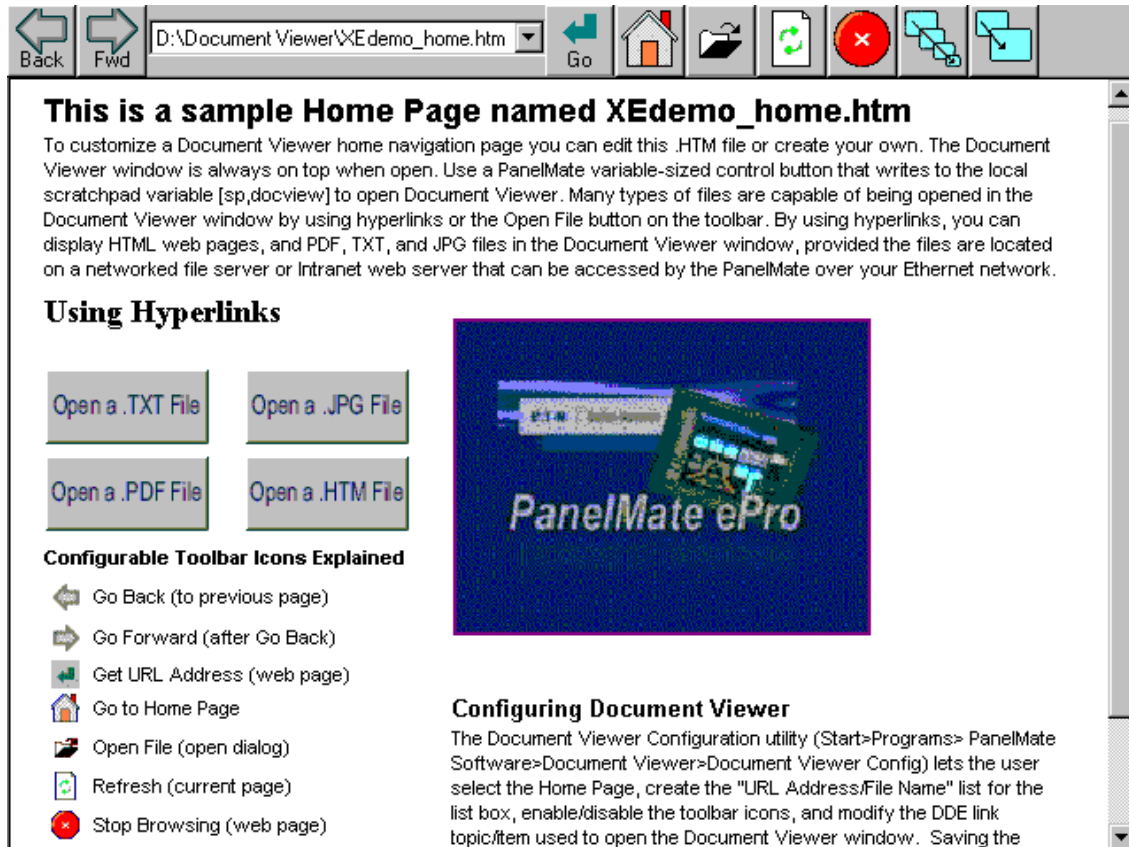 Back
Fwd
D:\Document Viewer\XEdemo_home.htm
Go
This is a sample Home Page named XEdemo_home.htm
To customize a Document Viewer home navigation page you can edit this .HTM file or create your own. The Document
Viewer window is always on top when open. Use a PanelMate variable-sized control button that writes to the local
scratchpad variable [sp,docview] to open Document Viewer. Many types of files are capable of being opened in the
Document Viewer window by using hyperlinks or the Open File button on the toolbar. By using hyperlinks, you can
display HTML web pages, and PDF, TXT, and JPG files in the Document Viewer window, provided the files are located
on a networked file server or Intranet web server that can be accessed by the PanelMate over your Ethernet network.
Using Hyperlinks
Open a .TXT File
Open a .JPG File
Open a .PDF File
Open a .HTM File
PanelMate ePro
Configurable Toolbar Icons Explained
Go Back (to previous page)
Go Forward (after Go Back)
Get URL Address (web page)
Go to Home Page
Open File (open dialog)
Refresh (current page)
Stop Browsing (web page)
Configuring Document Viewer
The Document Viewer Configuration utility (Start>Programs> PanelMate
Software>Document Viewer>Document Viewer Config) lets the user
select the Home Page, create the "URL Address/File Name" list for the
list box, enable/disable the toolbar icons, and modify the DDE link
topic/item used to open the Document Viewer window. Saving the